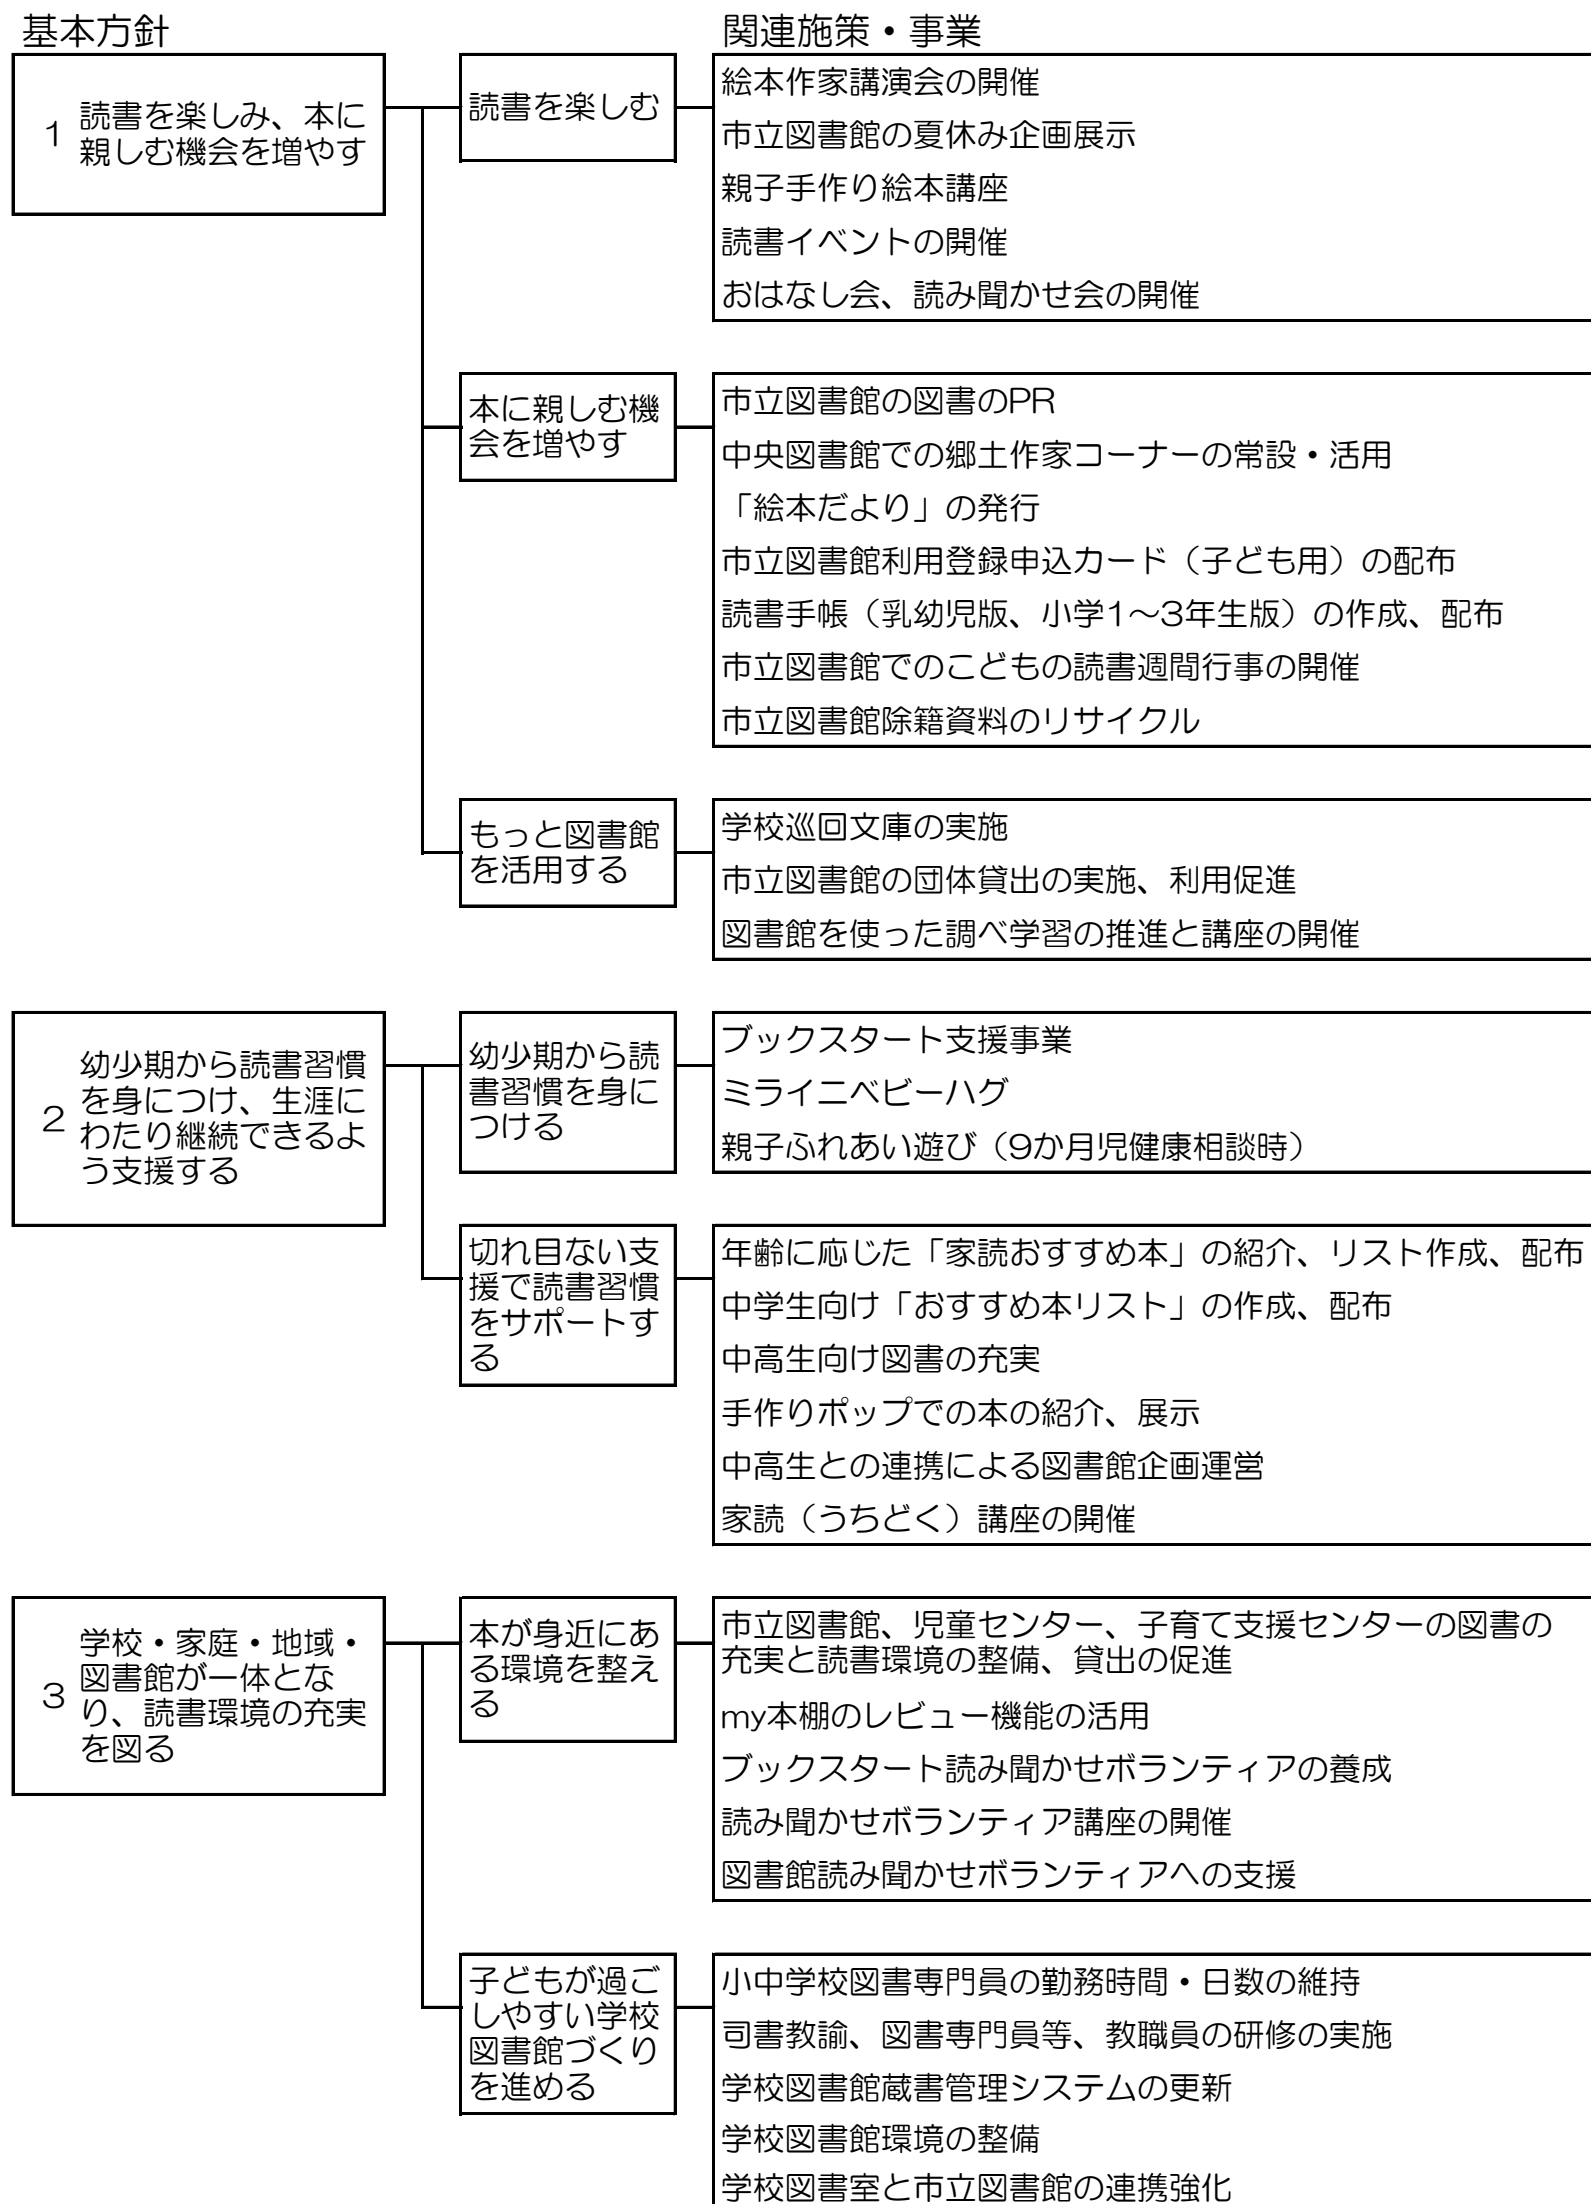 基本方針
関連施策・事業
1
読書を楽しみ、本に
親しむ機会を増やす
読書を楽しむ
絵本作家講演会の開催
市立図書館の夏休み企画展示
親子手作り絵本講座
読書イベントの開催
おはなし会、読み聞かせ会の開催
本に親しむ機
会を増やす
市立図書館の図書のPR
中央図書館での郷土作家コーナーの常設・活用
「絵本だより」の発行
市立図書館利用登録申込カード（子ども用）の配布
読書手帳（乳幼児版、小学1～3年生版）の作成、配布
市立図書館でのこどもの読書週間行事の開催
市立図書館除籍資料のリサイクル
もっと図書館
を活用する
学校巡回文庫の実施
市立図書館の団体貸出の実施、利用促進
図書館を使った調べ学習の推進と講座の開催
2
幼少期から読書習慣
を身につけ、生涯に
わたり継続できるよ
う支援する
幼少期から読
書習慣を身に
つける
ブックスタート支援事業
ミライニベビーハグ
親子ふれあい遊び（9か月児健康相談時）
切れ目ない支
援で読書習慣
をサポートす
る
年齢に応じた「家読おすすめ本」の紹介、リスト作成、配布
中学生向け「おすすめ本リスト」の作成、配布
中高生向け図書の充実
手作りポップでの本の紹介、展示
中高生との連携による図書館企画運営
家読（うちどく）講座の開催
3
学校・家庭・地域・
図書館が一体とな
り、読書環境の充実
を図る
本が身近にあ
る環境を整え
る
市立図書館、児童センター、子育て支援センターの図書の
充実と読書環境の整備、貸出の促進
my本棚のレビュー機能の活用
ブックスタート読み聞かせボランティアの養成
読み聞かせボランティア講座の開催
図書館読み聞かせボランティアへの支援
子どもが過ご
しやすい学校
図書館づくり
を進める
小中学校図書専門員の勤務時間・日数の維持
司書教諭、図書専門員等、教職員の研修の実施
学校図書館蔵書管理システムの更新
学校図書館環境の整備
学校図書室と市立図書館の連携強化